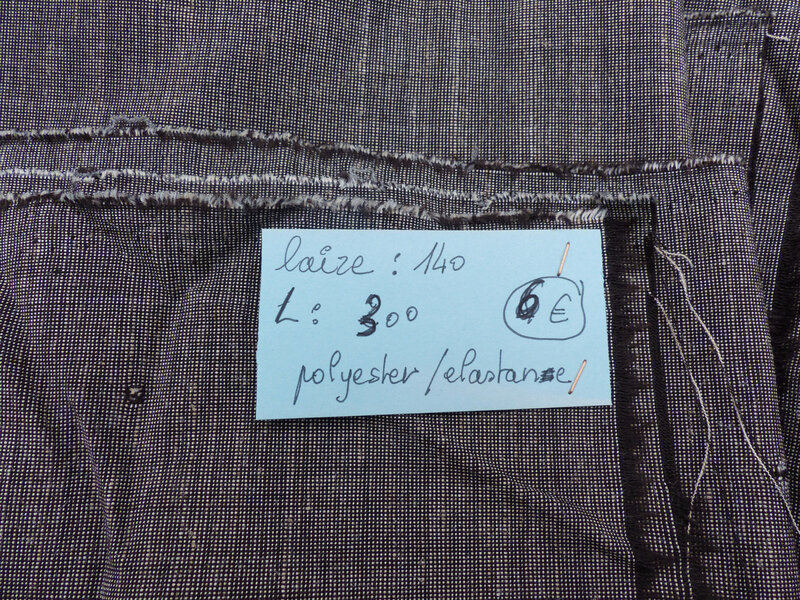 laize : 140
L : 300 6 €
polyester / elastane